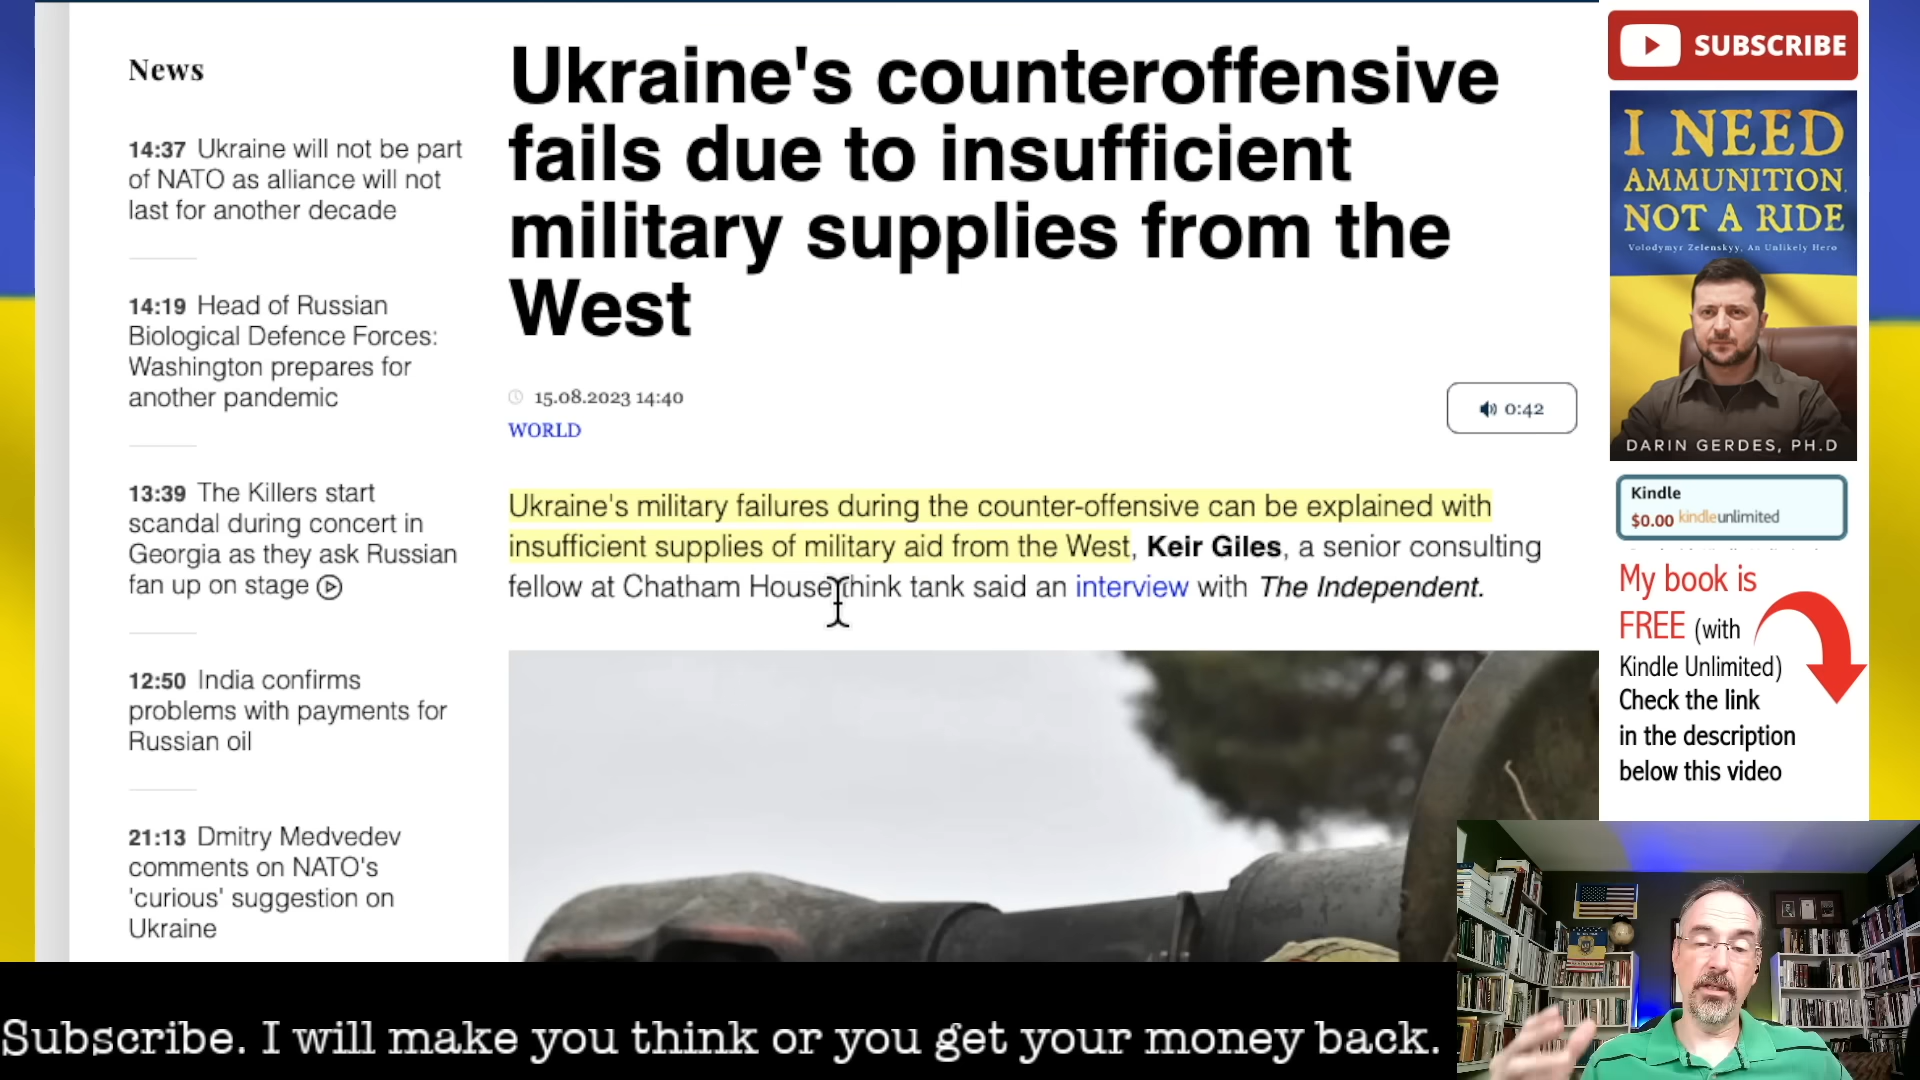 News
14:37 Ukraine will not be part
of NATO as alliance will not
last for another decade
14:19 Head of Russian
Biological Defence Forces:
Washington prepares for
another pandemic
13:39 The Killers start
scandal during concert in
Georgia as they ask Russian
fan up on stage
12:50 India confirms
problems with payments for
Russian oil
21:13 Dmitry Medvedev
comments on NATO's
'curious' suggestion on
Ukraine
Ukraine's counteroffensive
fails due to insufficient
military supplies from the
West
15.08.2023 14:40
WORLD
0:42
Ukraine's military failures during the counter-offensive can be explained with
insufficient supplies of military aid from the West, Keir Giles, a senior consulting
fellow at Chatham House think tank said an interview with The Independent.
SUBSCRIBE
I NEED
AMMUNITION,
NOT A RIDE
Volodymyr Zelenskyy, An Unlikely Hero
DARIN GERDES, PH.D
Kindle
$0.00 kindleunlimited
My book is
FREE (with
Kindle Unlimited)
Check the link
in the description
below this video
Subscribe. I will make you think or you get your money back.